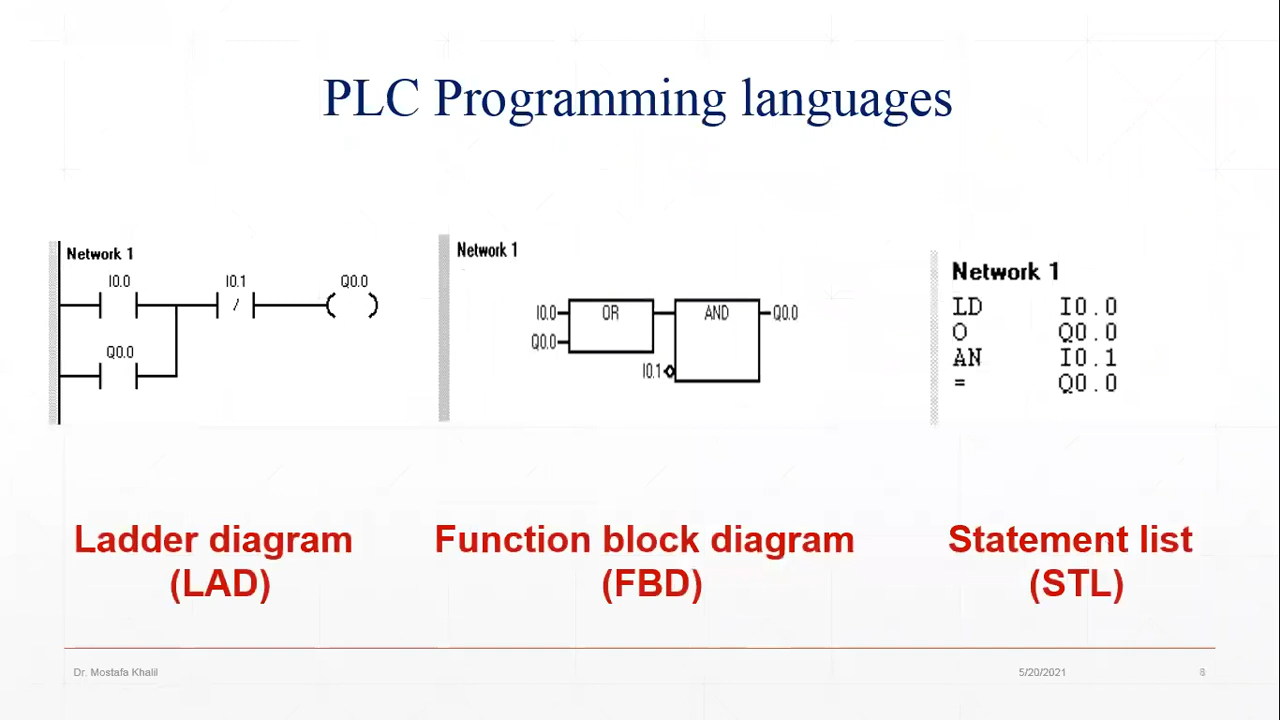 PLC Programming languages
Network 1
I0.0
I0.1
Q0.0
/
Q0.0
Network 1
I0.0
OR
AND
Q0.0
Q0.0
I0.1
Network 1
LD I0.0
O Q0.0
AN I0.1
= Q0.0
Ladder diagram
(LAD)
Function block diagram
(FBD)
Statement list
(STL)
Dr. Mostafa Khalil
5/20/2021